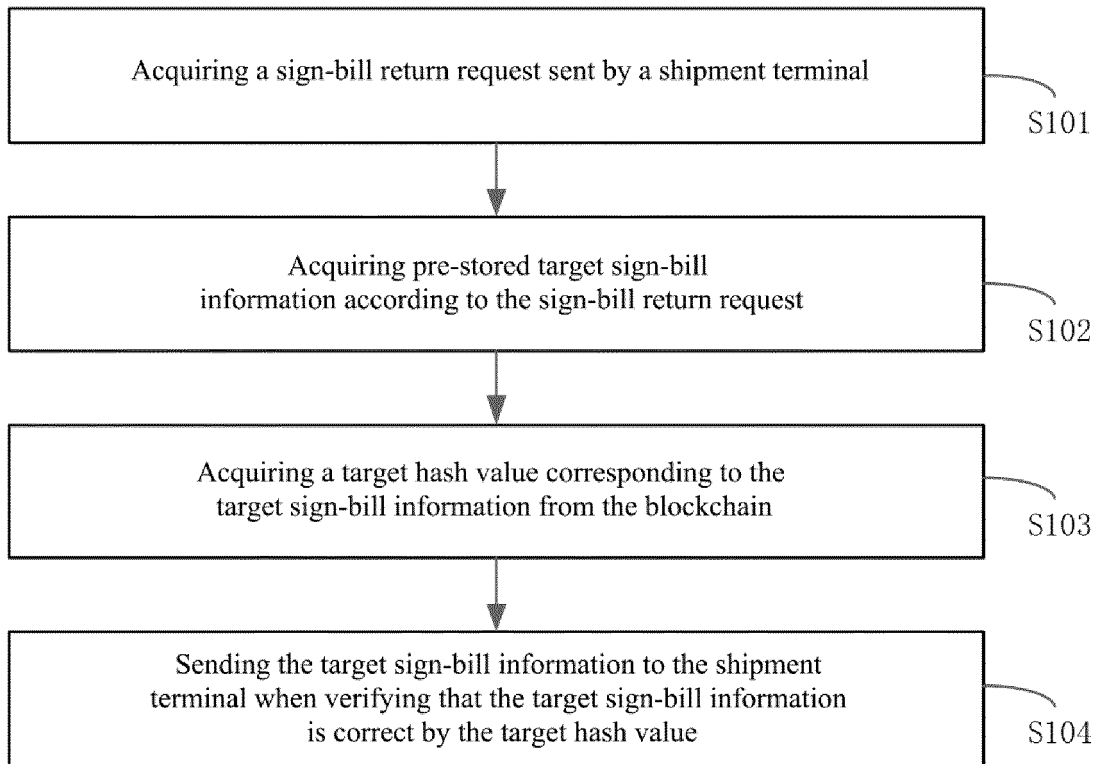 Acquiring a sign-bill return request sent by a shipment terminal
S101
Acquiring pre-stored target sign-bill
information according to the sign-bill return request
S102
Acquiring a target hash value corresponding to the
target sign-bill information from the blockchain
S103
Sending the target sign-bill information to the shipment
terminal when verifying that the target sign-bill information
is correct by the target hash value
S104